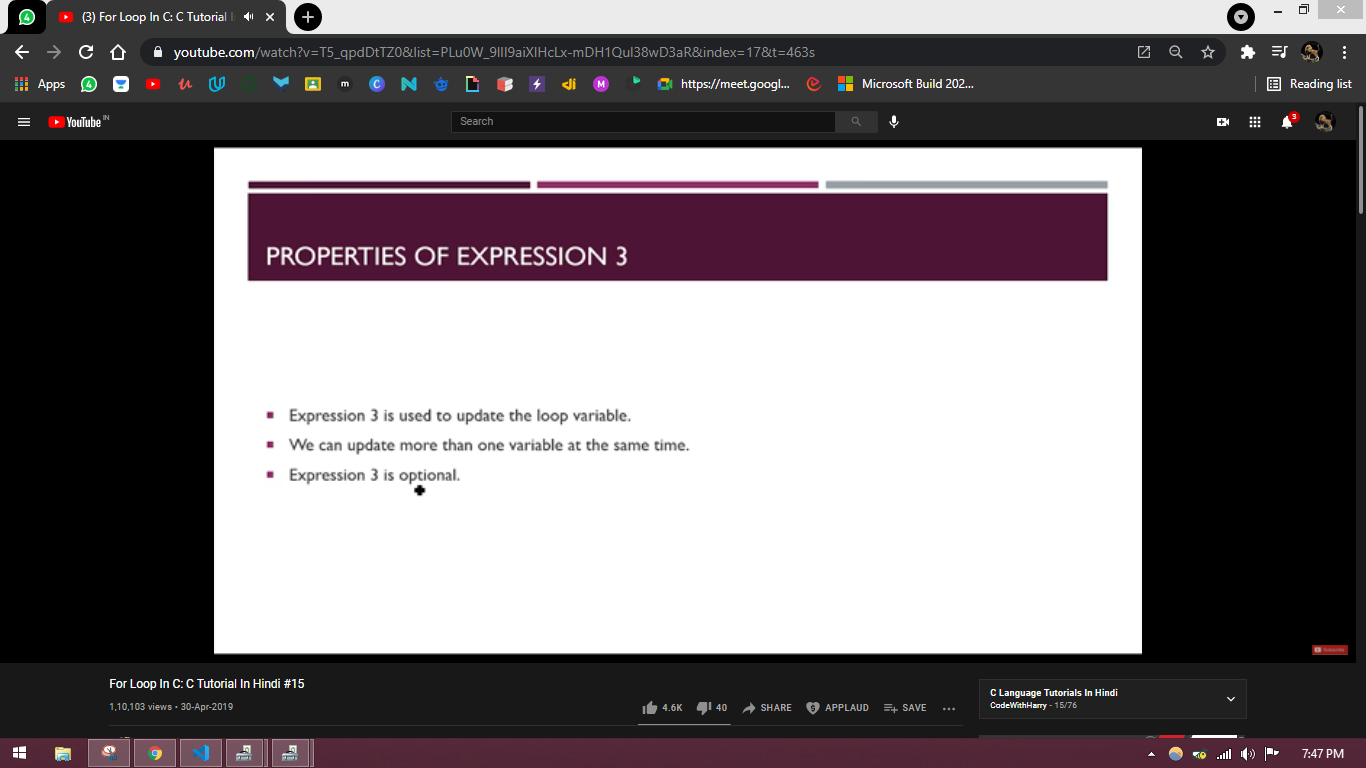 (3) For Loop In C: C Tutorial I
youtube.com/watch?v=T5_qpdDtTZ0&list=PLu0W_9lII9aiXlHcLx-mDH1Qul38wD3aR&index=17&t=463s
Apps
https://meet.googl...
Microsoft Build 202...
Reading list
YouTube IN
Search
3
PROPERTIES OF EXPRESSION 3
Expression 3 is used to update the loop variable.
We can update more than one variable at the same time.
Expression 3 is optional.
Subscribe
For Loop In C: C Tutorial In Hindi #15
1,10,103 views • 30-Apr-2019
4.6K
40
SHARE
APPLAUD
SAVE
C Language Tutorials In Hindi
CodeWithHarry - 15/76
7:47 PM